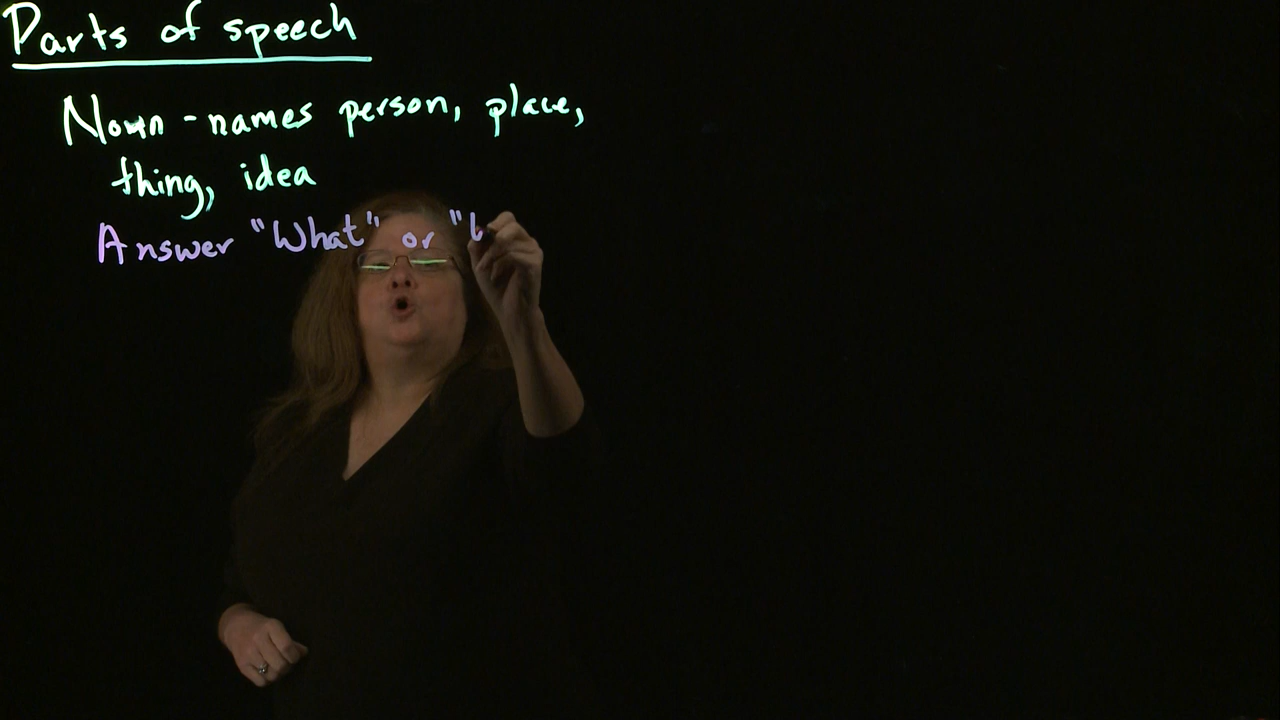 Parts of speech
Noun - names person, place,
thing, idea
Answer "What" or "